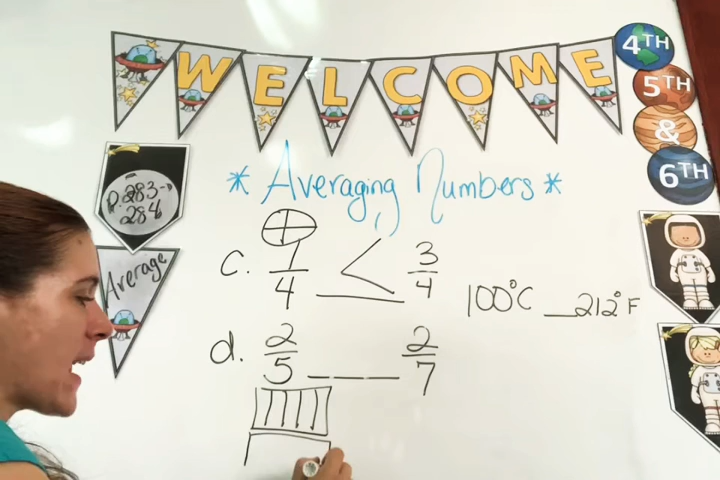 WELCOME
4TH
5TH
&
6TH
p.283-
284
* Averaging Numbers *
Average
c. 1/4 < 3/4
100°C __ 212°F
d. 2/5 ___ 2/7